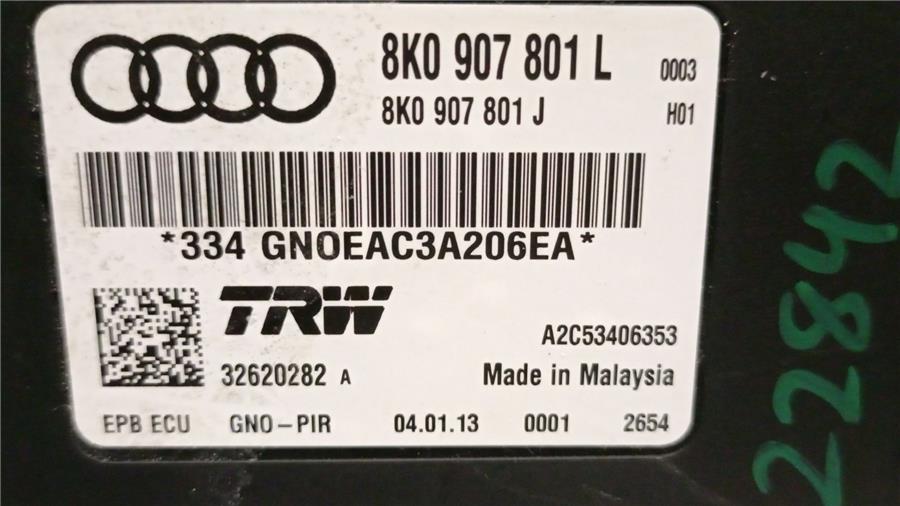 8K0 907 801 L 0003
8K0 907 801 J H01
*334 GNOEAC3A206EA*
TRW
A2C53406353
32620282 A Made in Malaysia
EPB ECU GNO-PIR 04.01.13 0001 2654
22842